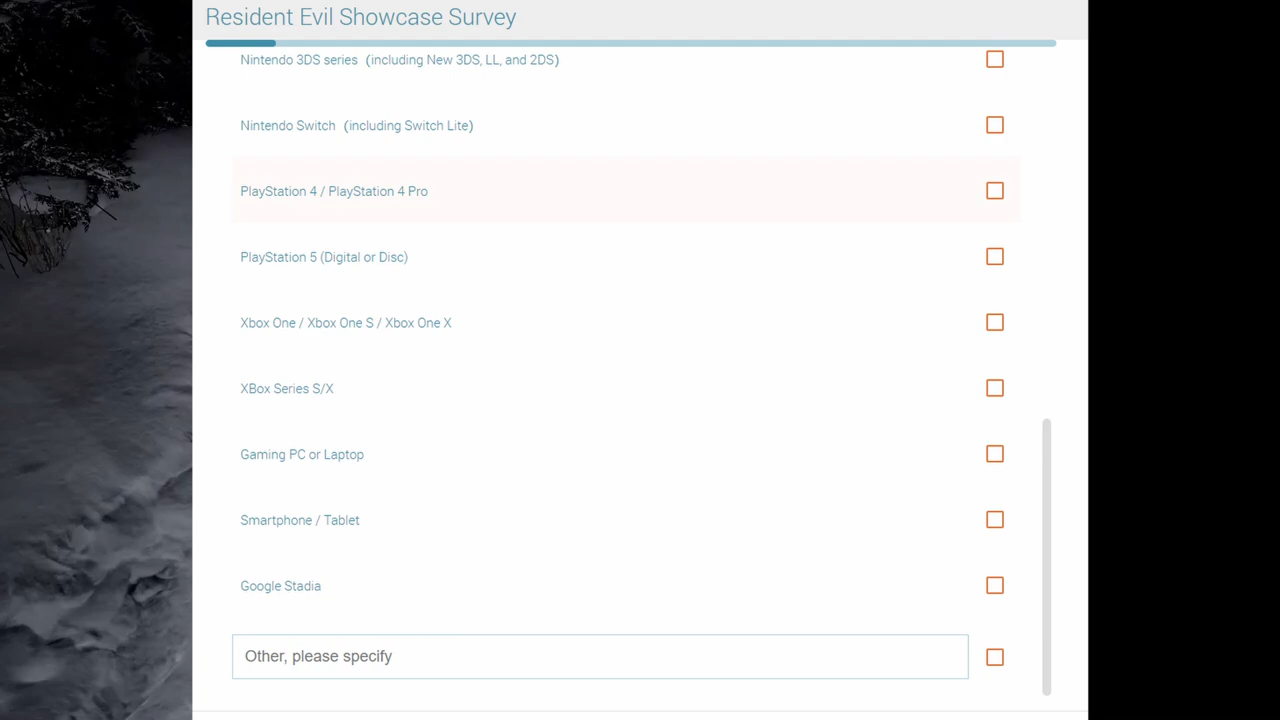 Resident Evil Showcase Survey
Nintendo 3DS series (including New 3DS, LL, and 2DS)
Nintendo Switch (including Switch Lite)
PlayStation 4 / PlayStation 4 Pro
PlayStation 5 (Digital or Disc)
Xbox One / Xbox One S / Xbox One X
XBox Series S/X
Gaming PC or Laptop
Smartphone / Tablet
Google Stadia
Other, please specify